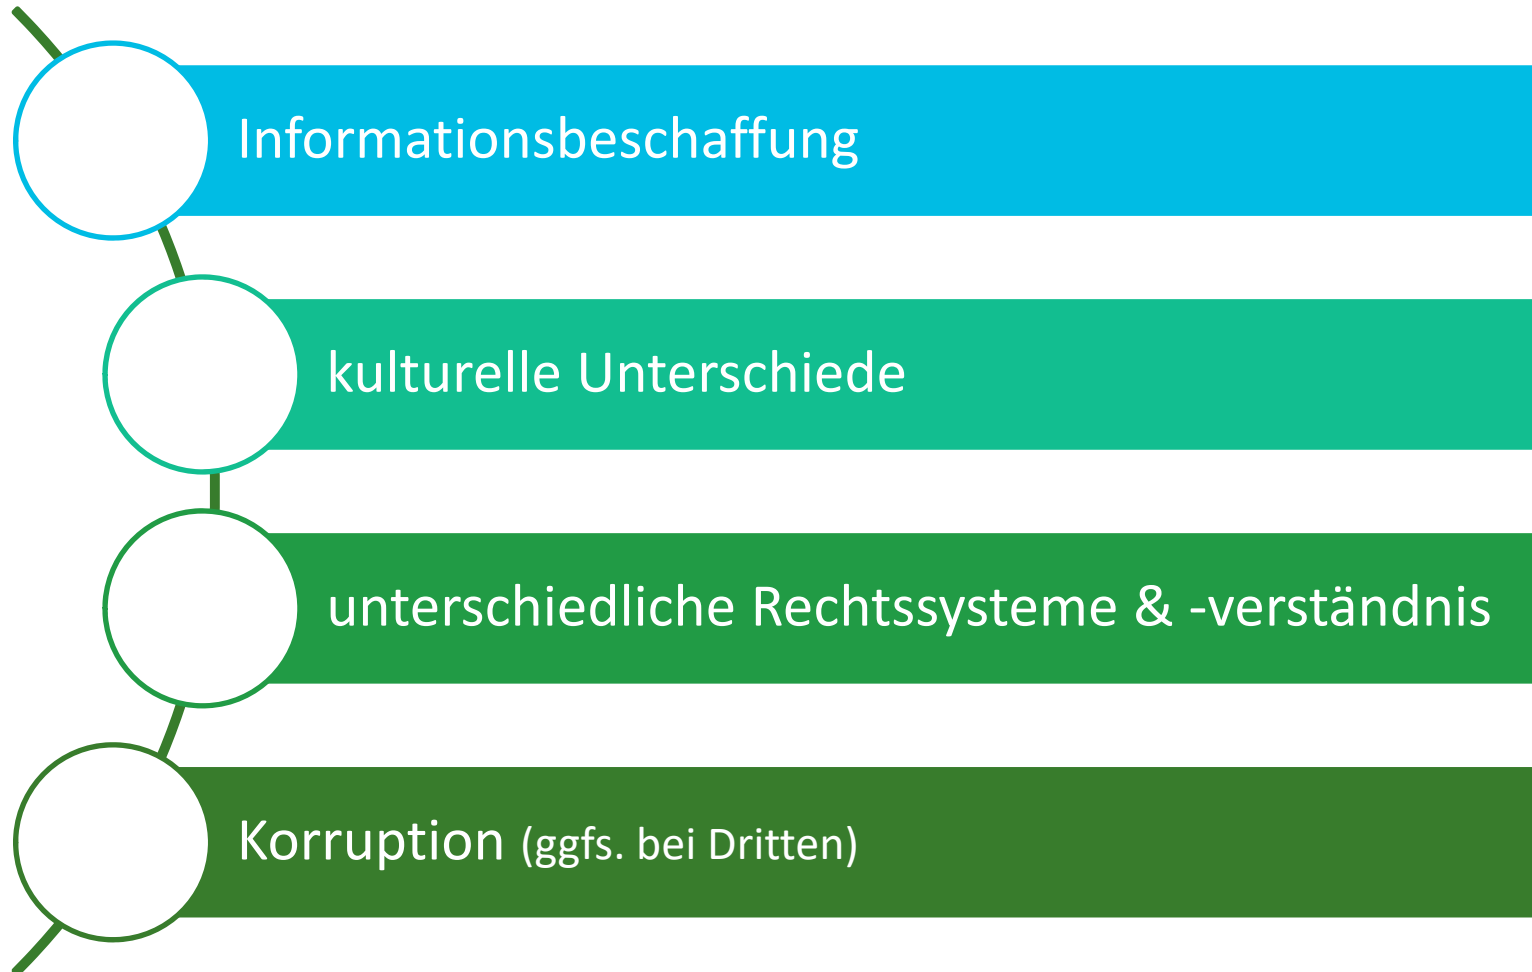 Informationsbeschaffung
kulturelle Unterschiede
unterschiedliche Rechtssysteme & -verständnis
Korruption (ggfs. bei Dritten)